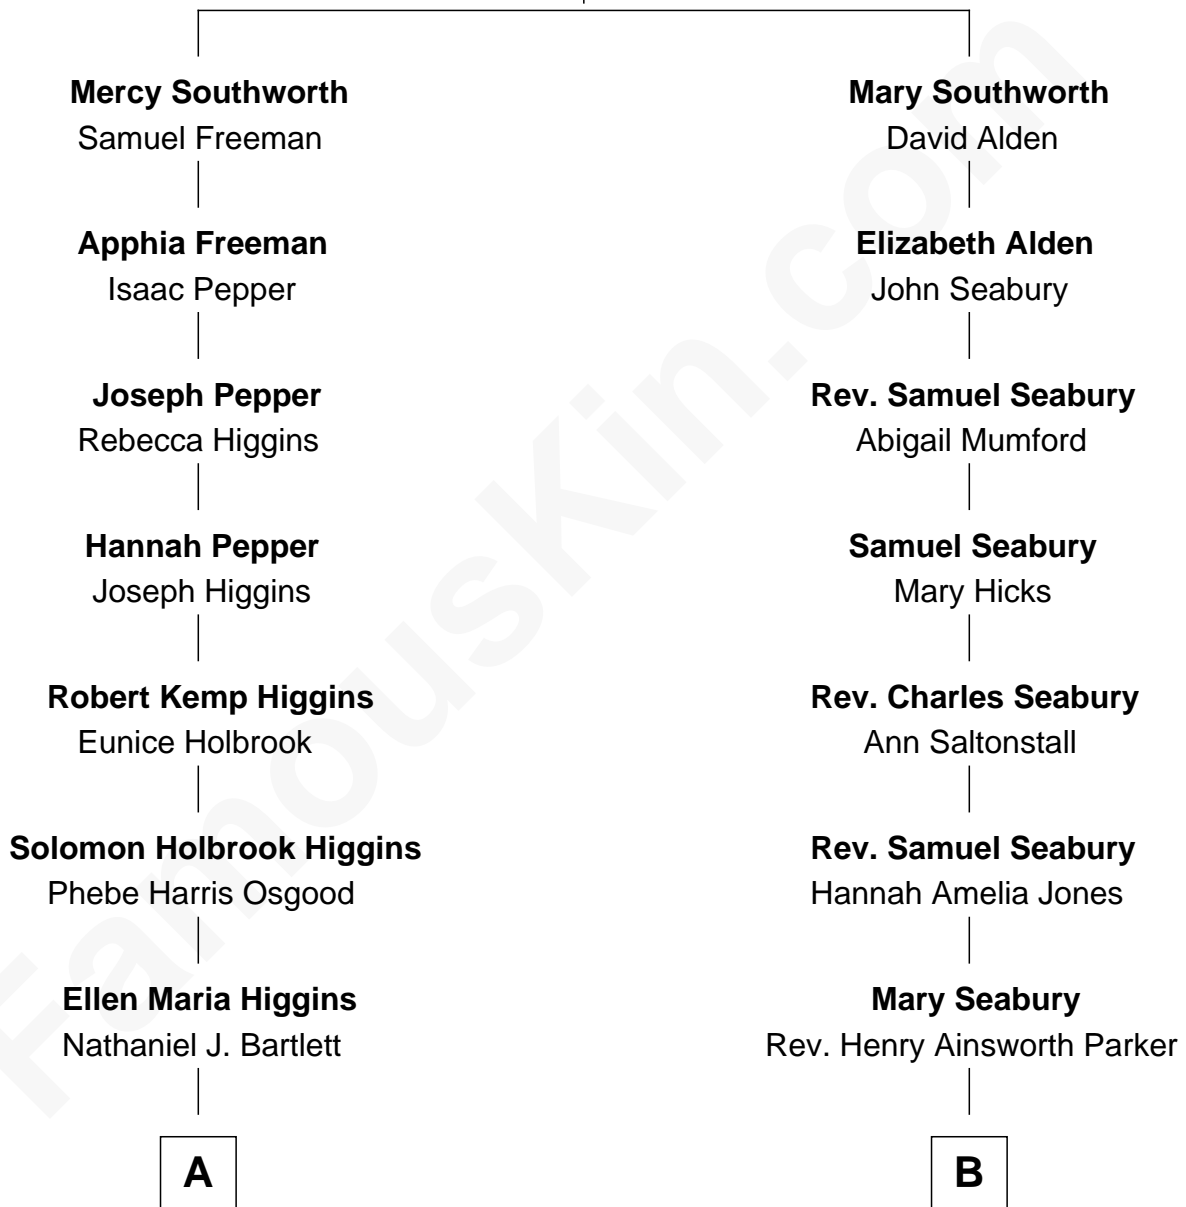 Mercy Southworth
Samuel Freeman
Apphia Freeman
Isaac Pepper
Joseph Pepper
Rebecca Higgins
Hannah Pepper
Joseph Higgins
Robert Kemp Higgins
Eunice Holbrook
Solomon Holbrook Higgins
Phebe Harris Osgood
Ellen Maria Higgins
Nathaniel J. Bartlett
A
Mary Southworth
David Alden
Elizabeth Alden
John Seabury
Rev. Samuel Seabury
Abigail Mumford
Samuel Seabury
Mary Hicks
Rev. Charles Seabury
Ann Saltonstall
Rev. Samuel Seabury
Hannah Amelia Jones
Mary Seabury
Rev. Henry Ainsworth Parker
B
FamousKin.com